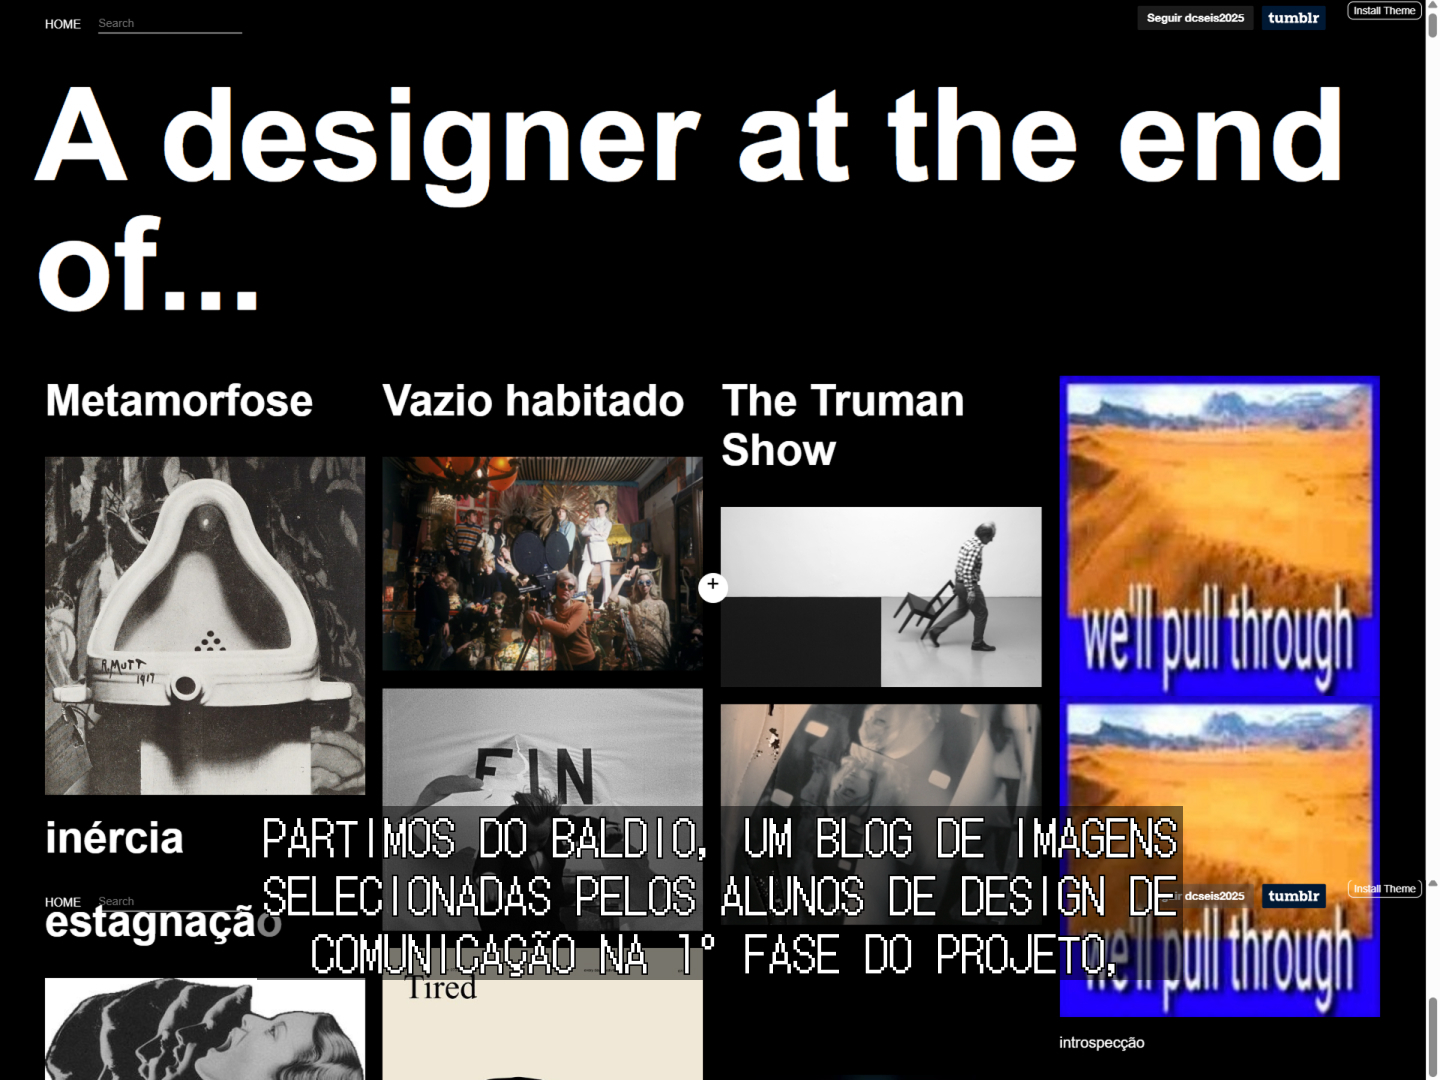 HOME
Search
Seguir dcseis2025
tumblr
Install Theme
A designer at the end
of...
Metamorfose
Vazio habitado
The Truman
Show
R.MUTT
1917
we'll pull through
FIN
inércia
PARTIMOS DO BALDIO, UM BLOG DE IMAGENS
SELECIONADAS PELOS ALUNOS DE DESIGN DE
COMUNICAÇÃO NA 1º FASE DO PROJETO,
HOME
Search
dcseis2025
tumblr
Install Theme
estagnação
we'll pull through
Tired
introspecção